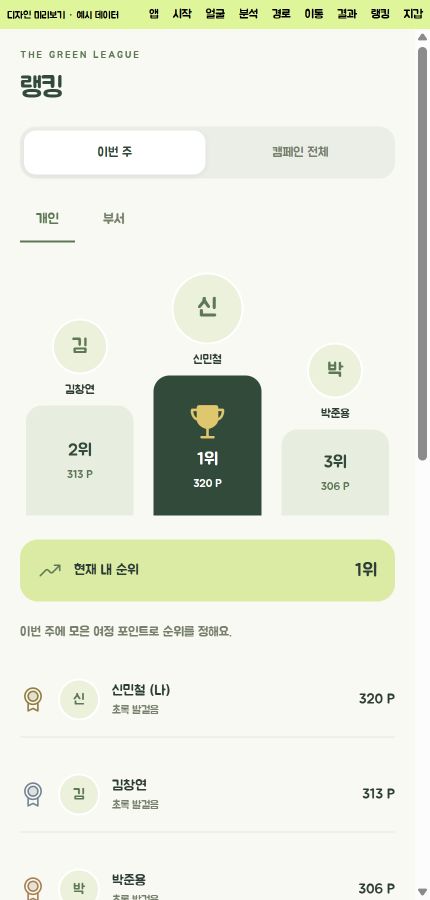 디자인 미리보기 · 예시 데이터 앱 시작 얼굴 분석 경로 이동 결과 랭킹 지갑
THE GREEN LEAGUE
랭킹
이번 주 캠페인 전체
개인 부서
신
신민철
김
김창연
박
박준용
1위
320 P
2위
313 P
3위
306 P
현재 내 순위 1위
이번 주에 모은 여정 포인트로 순위를 정해요.
신 신민철 (나) 320 P
초록 발걸음
김 김창연 313 P
초록 발걸음
박 박준용 306 P
초록 발걸음